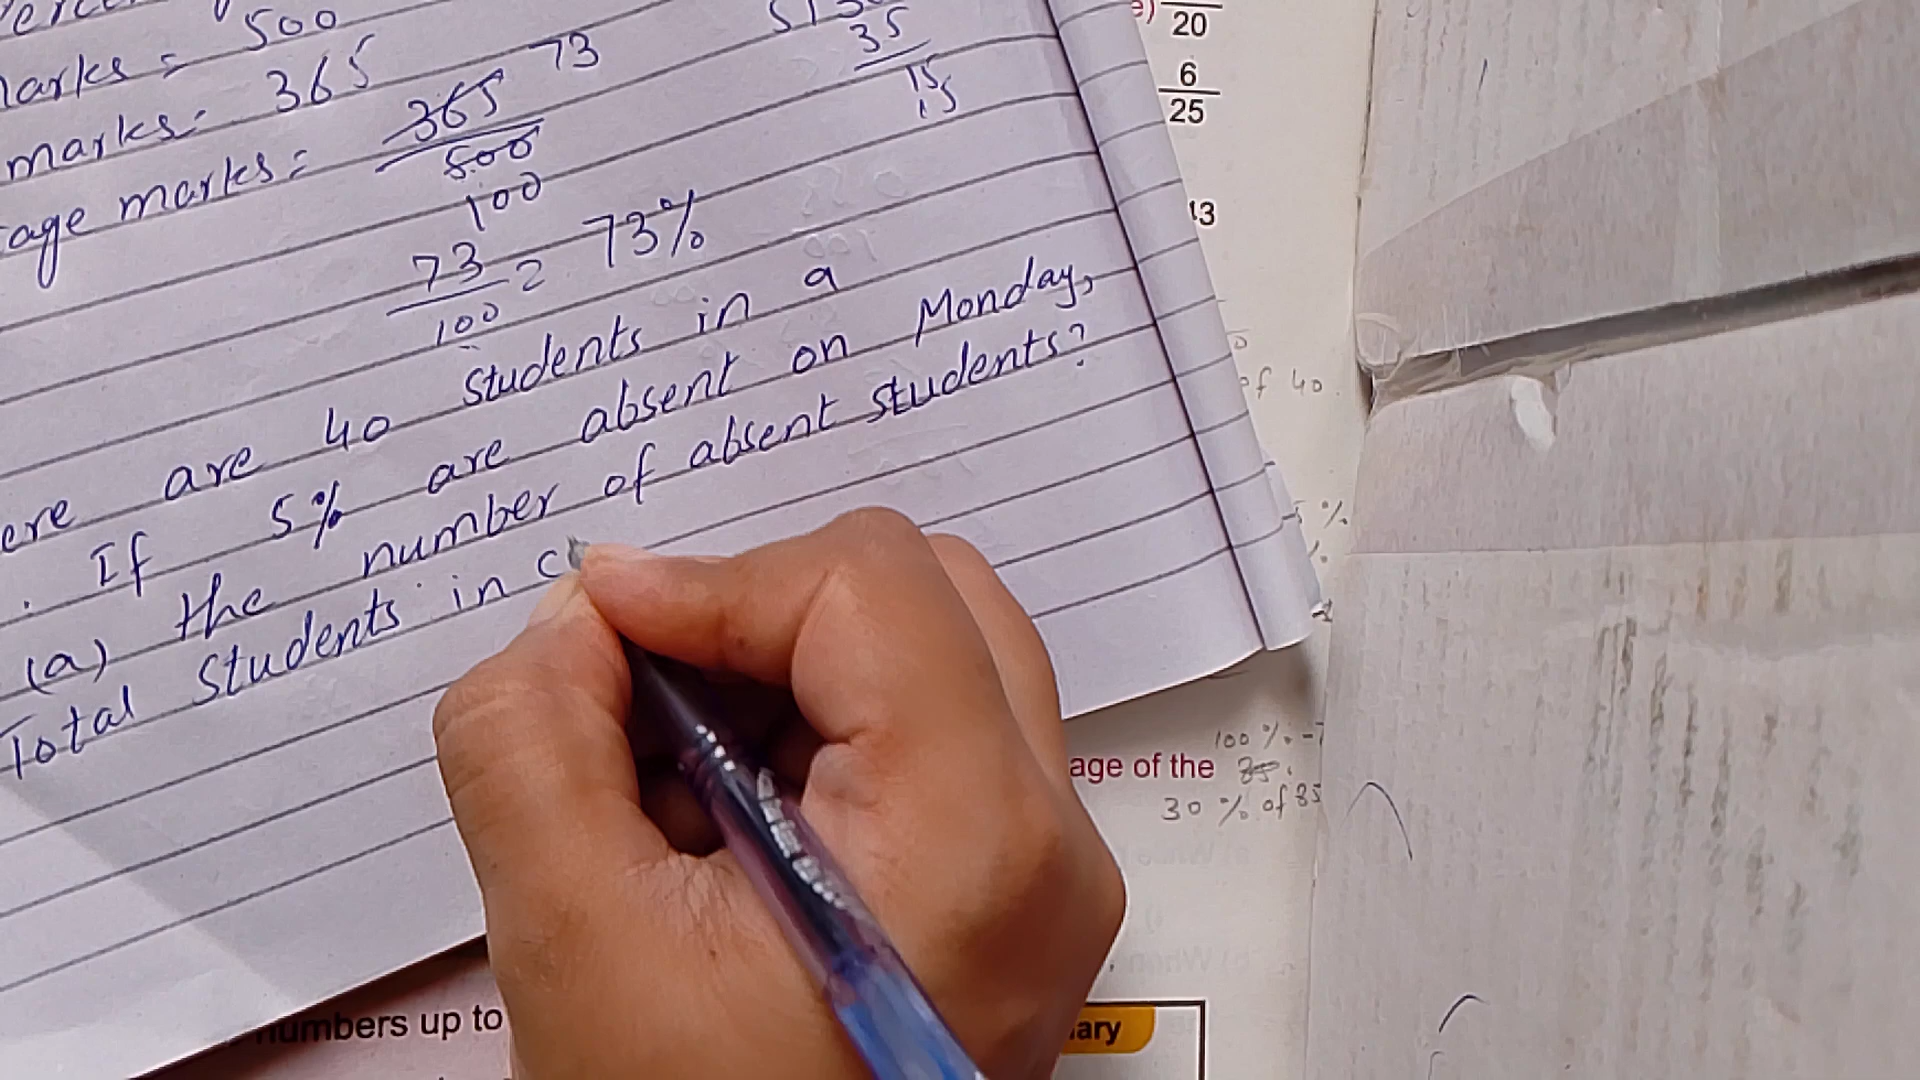 500
marks =
marks = 365
age marks = 365 73
500
100
73 = 73%
100
35
15
15
ere are 40 students in a
. If 5% are absent on Monday,
(a) the number of absent students?
Total students in c
20
6
25
13
of 40.
%
100 % -
age of the
30 % of 85
numbers up to
ary